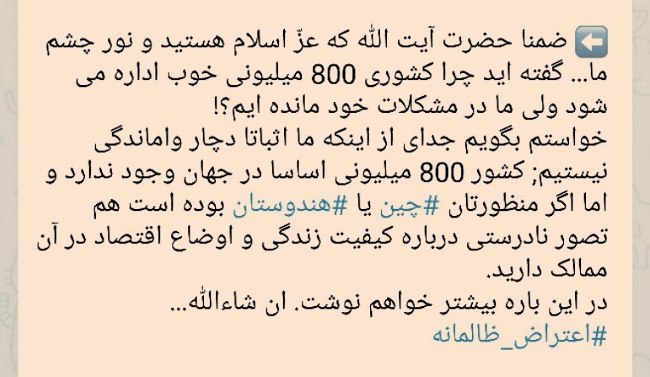 ⬅️ ضمنا حضرت آیت الله که عزّ اسلام هستید و نور چشم
ما... گفته اید چرا کشوری 800 میلیونی خوب اداره می
شود ولی ما در مشکلات خود مانده ایم؟!
خواستم بگویم جدای از اینکه ما اثباتا دچار واماندگی
نیستیم; کشور 800 میلیونی اساسا در جهان وجود ندارد و
اما اگر منظورتان #چین یا #هندوستان بوده است هم
تصور نادرستی درباره کیفیت زندگی و اوضاع اقتصاد در آن
ممالک دارید.
در این باره بیشتر خواهم نوشت. ان شاءالله...
#اعتراض_ظالمانه